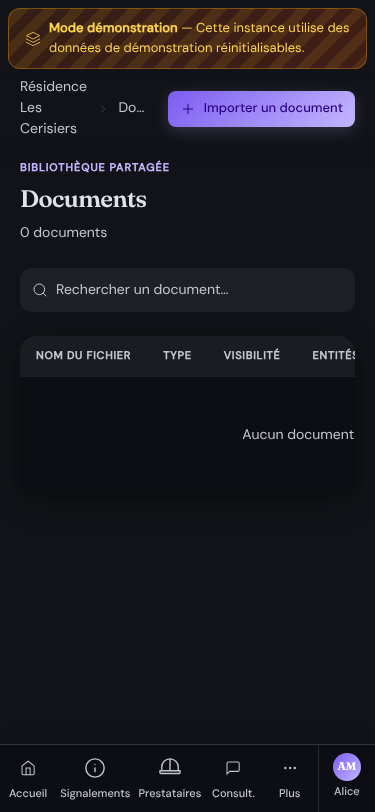 Mode démonstration — Cette instance utilise des
données de démonstration réinitialisables.
Résidence
Les
Cerisiers
Do...
Importer un document
BIBLIOTHÈQUE PARTAGÉE
Documents
0 documents
Rechercher un document...
NOM DU FICHIER TYPE VISIBILITÉ ENTITÉS
Aucun document
Accueil Signalements Prestataires Consult. Plus AM
Alice